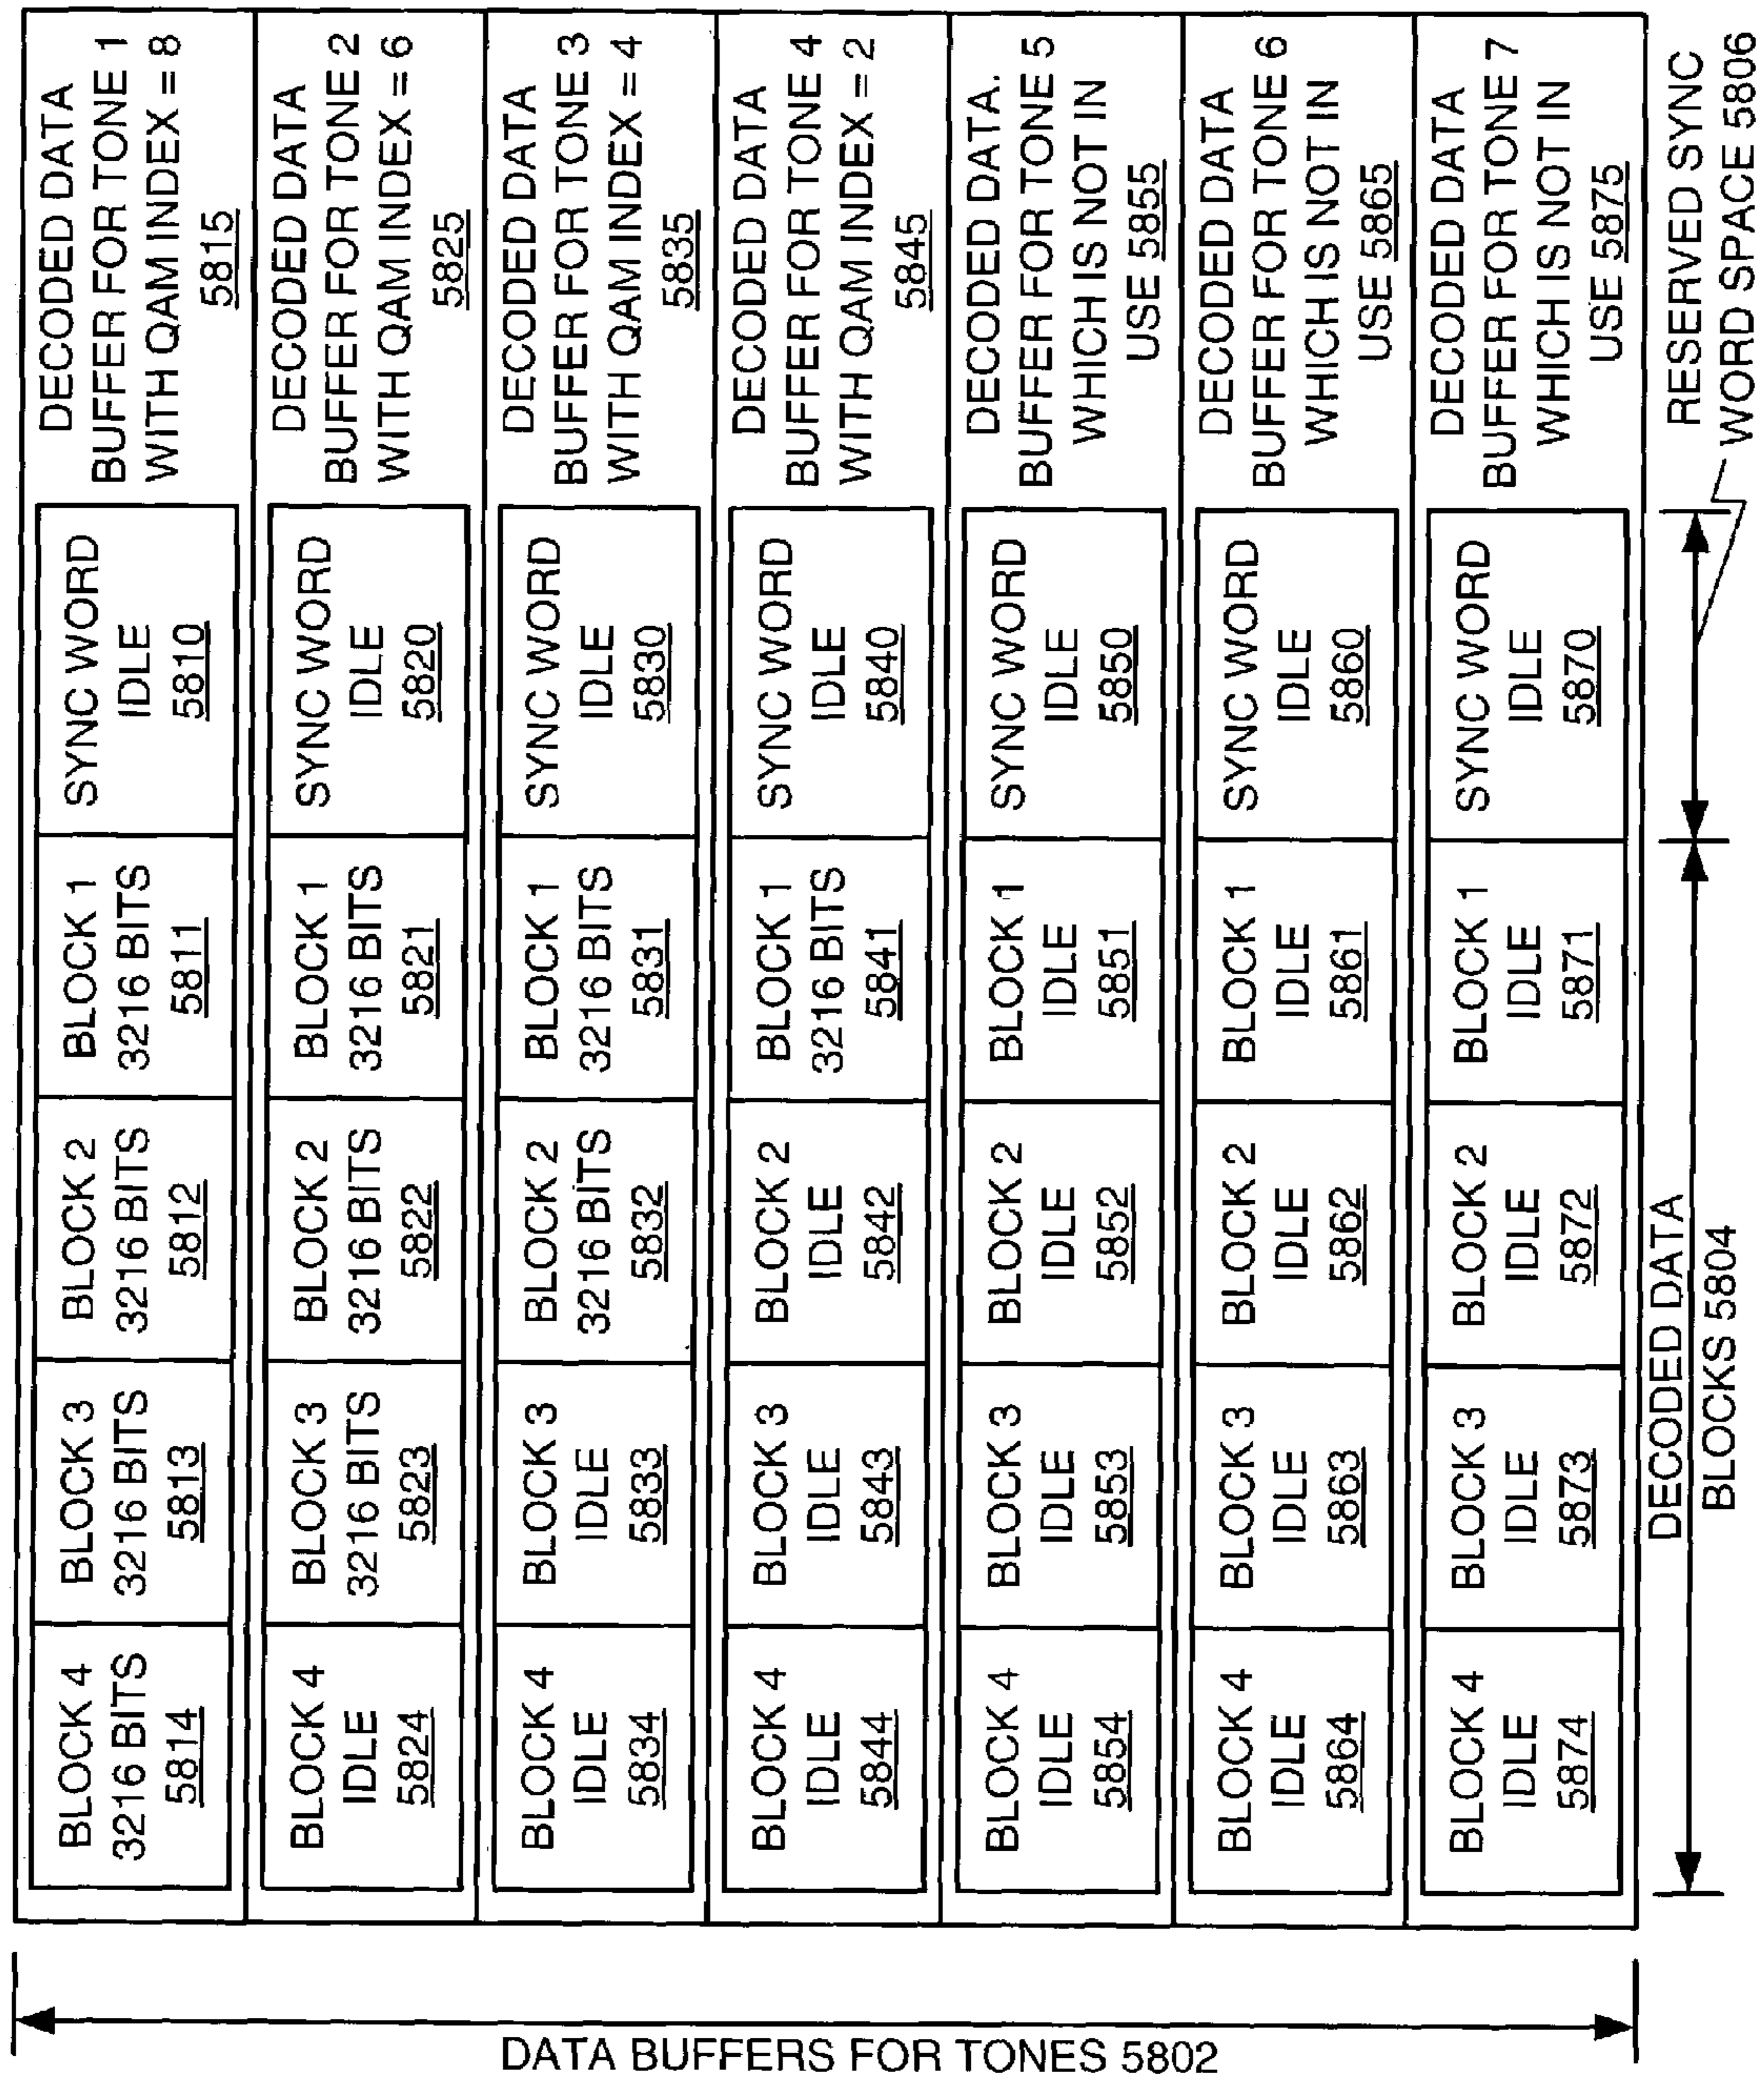 BLOCK 4
3216 BITS
5814
BLOCK 3
3216 BITS
5813
BLOCK 2
3216 BITS
5812
BLOCK 1
3216 BITS
5811
SYNC WORD
IDLE
5810
DECODED DATA
BUFFER FOR TONE 1
WITH QAM INDEX = 8
5815
BLOCK 4
IDLE
5824
BLOCK 3
3216 BITS
5823
BLOCK 2
3216 BITS
5822
BLOCK 1
3216 BITS
5821
SYNC WORD
IDLE
5820
DECODED DATA
BUFFER FOR TONE 2
WITH QAM INDEX = 6
5825
BLOCK 4
IDLE
5834
BLOCK 3
IDLE
5833
BLOCK 2
3216 BITS
5832
BLOCK 1
3216 BITS
5831
SYNC WORD
IDLE
5830
DECODED DATA
BUFFER FOR TONE 3
WITH QAM INDEX = 4
5835
BLOCK 4
IDLE
5844
BLOCK 3
IDLE
5843
BLOCK 2
IDLE
5842
BLOCK 1
3216 BITS
5841
SYNC WORD
IDLE
5840
DECODED DATA
BUFFER FOR TONE 4
WITH QAM INDEX = 2
5845
BLOCK 4
IDLE
5854
BLOCK 3
IDLE
5853
BLOCK 2
IDLE
5852
BLOCK 1
IDLE
5851
SYNC WORD
IDLE
5850
DECODED DATA.
BUFFER FOR TONE 5
WHICH IS NOT IN
USE 5855
BLOCK 4
IDLE
5864
BLOCK 3
IDLE
5863
BLOCK 2
IDLE
5862
BLOCK 1
IDLE
5861
SYNC WORD
IDLE
5860
DECODED DATA
BUFFER FOR TONE 6
WHICH IS NOT IN
USE 5865
BLOCK 4
IDLE
5874
BLOCK 3
IDLE
5873
BLOCK 2
IDLE
5872
BLOCK 1
IDLE
5871
SYNC WORD
IDLE
5870
DECODED DATA
BUFFER FOR TONE 7
WHICH IS NOT IN
USE 5875
DECODED DATA
BLOCKS 5804
RESERVED SYNC
WORD SPACE 5806
DATA BUFFERS FOR TONES 5802